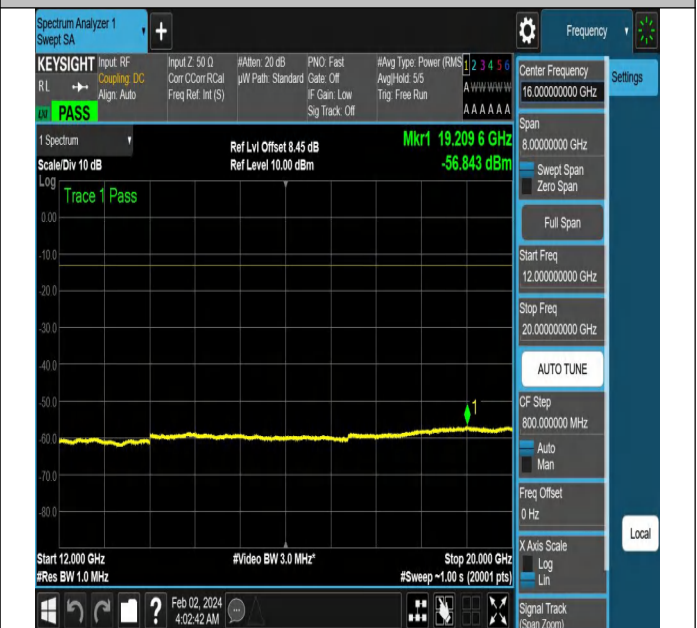 Spectrum Analyzer 1
Swept SA
+
Frequency
KEYSIGHT
RL
Input: RF
Coupling: DC
Align: Auto
Input Z: 50 Ω
Corr CCorr RCal
Freq Ref: Int (S)
#Atten: 20 dB
µW Path: Standard
PNO: Fast
Gate: Off
IF Gain: Low
Sig Track: Off
#Avg Type: Power (RMS
Avg|Hold: 5/5
Trig: Free Run
1 2 3 4 5 6
A W W W W W
A A A A A A
PASS
1 Spectrum
Scale/Div 10 dB
Ref Lvl Offset 8.45 dB
Ref Level 10.00 dBm
Mkr1 19.209 6 GHz
-56.843 dBm
Log
Trace 1 Pass
0.00
-10.0
-20.0
-30.0
-40.0
-50.0
-60.0
-70.0
-80.0
1
Start 12.000 GHz
#Res BW 1.0 MHz
#Video BW 3.0 MHz*
Stop 20.000 GHz
#Sweep ~1.00 s (20001 pts)
Feb 02, 2024
4:02:42 AM
?
Center Frequency
16.000000000 GHz
Settings
Span
8.00000000 GHz
Swept Span
Zero Span
Full Span
Start Freq
12.000000000 GHz
Stop Freq
20.000000000 GHz
AUTO TUNE
CF Step
800.000000 MHz
Auto
Man
Freq Offset
0 Hz
X Axis Scale
Log
Lin
Local
Signal Track
(Span Zoom)